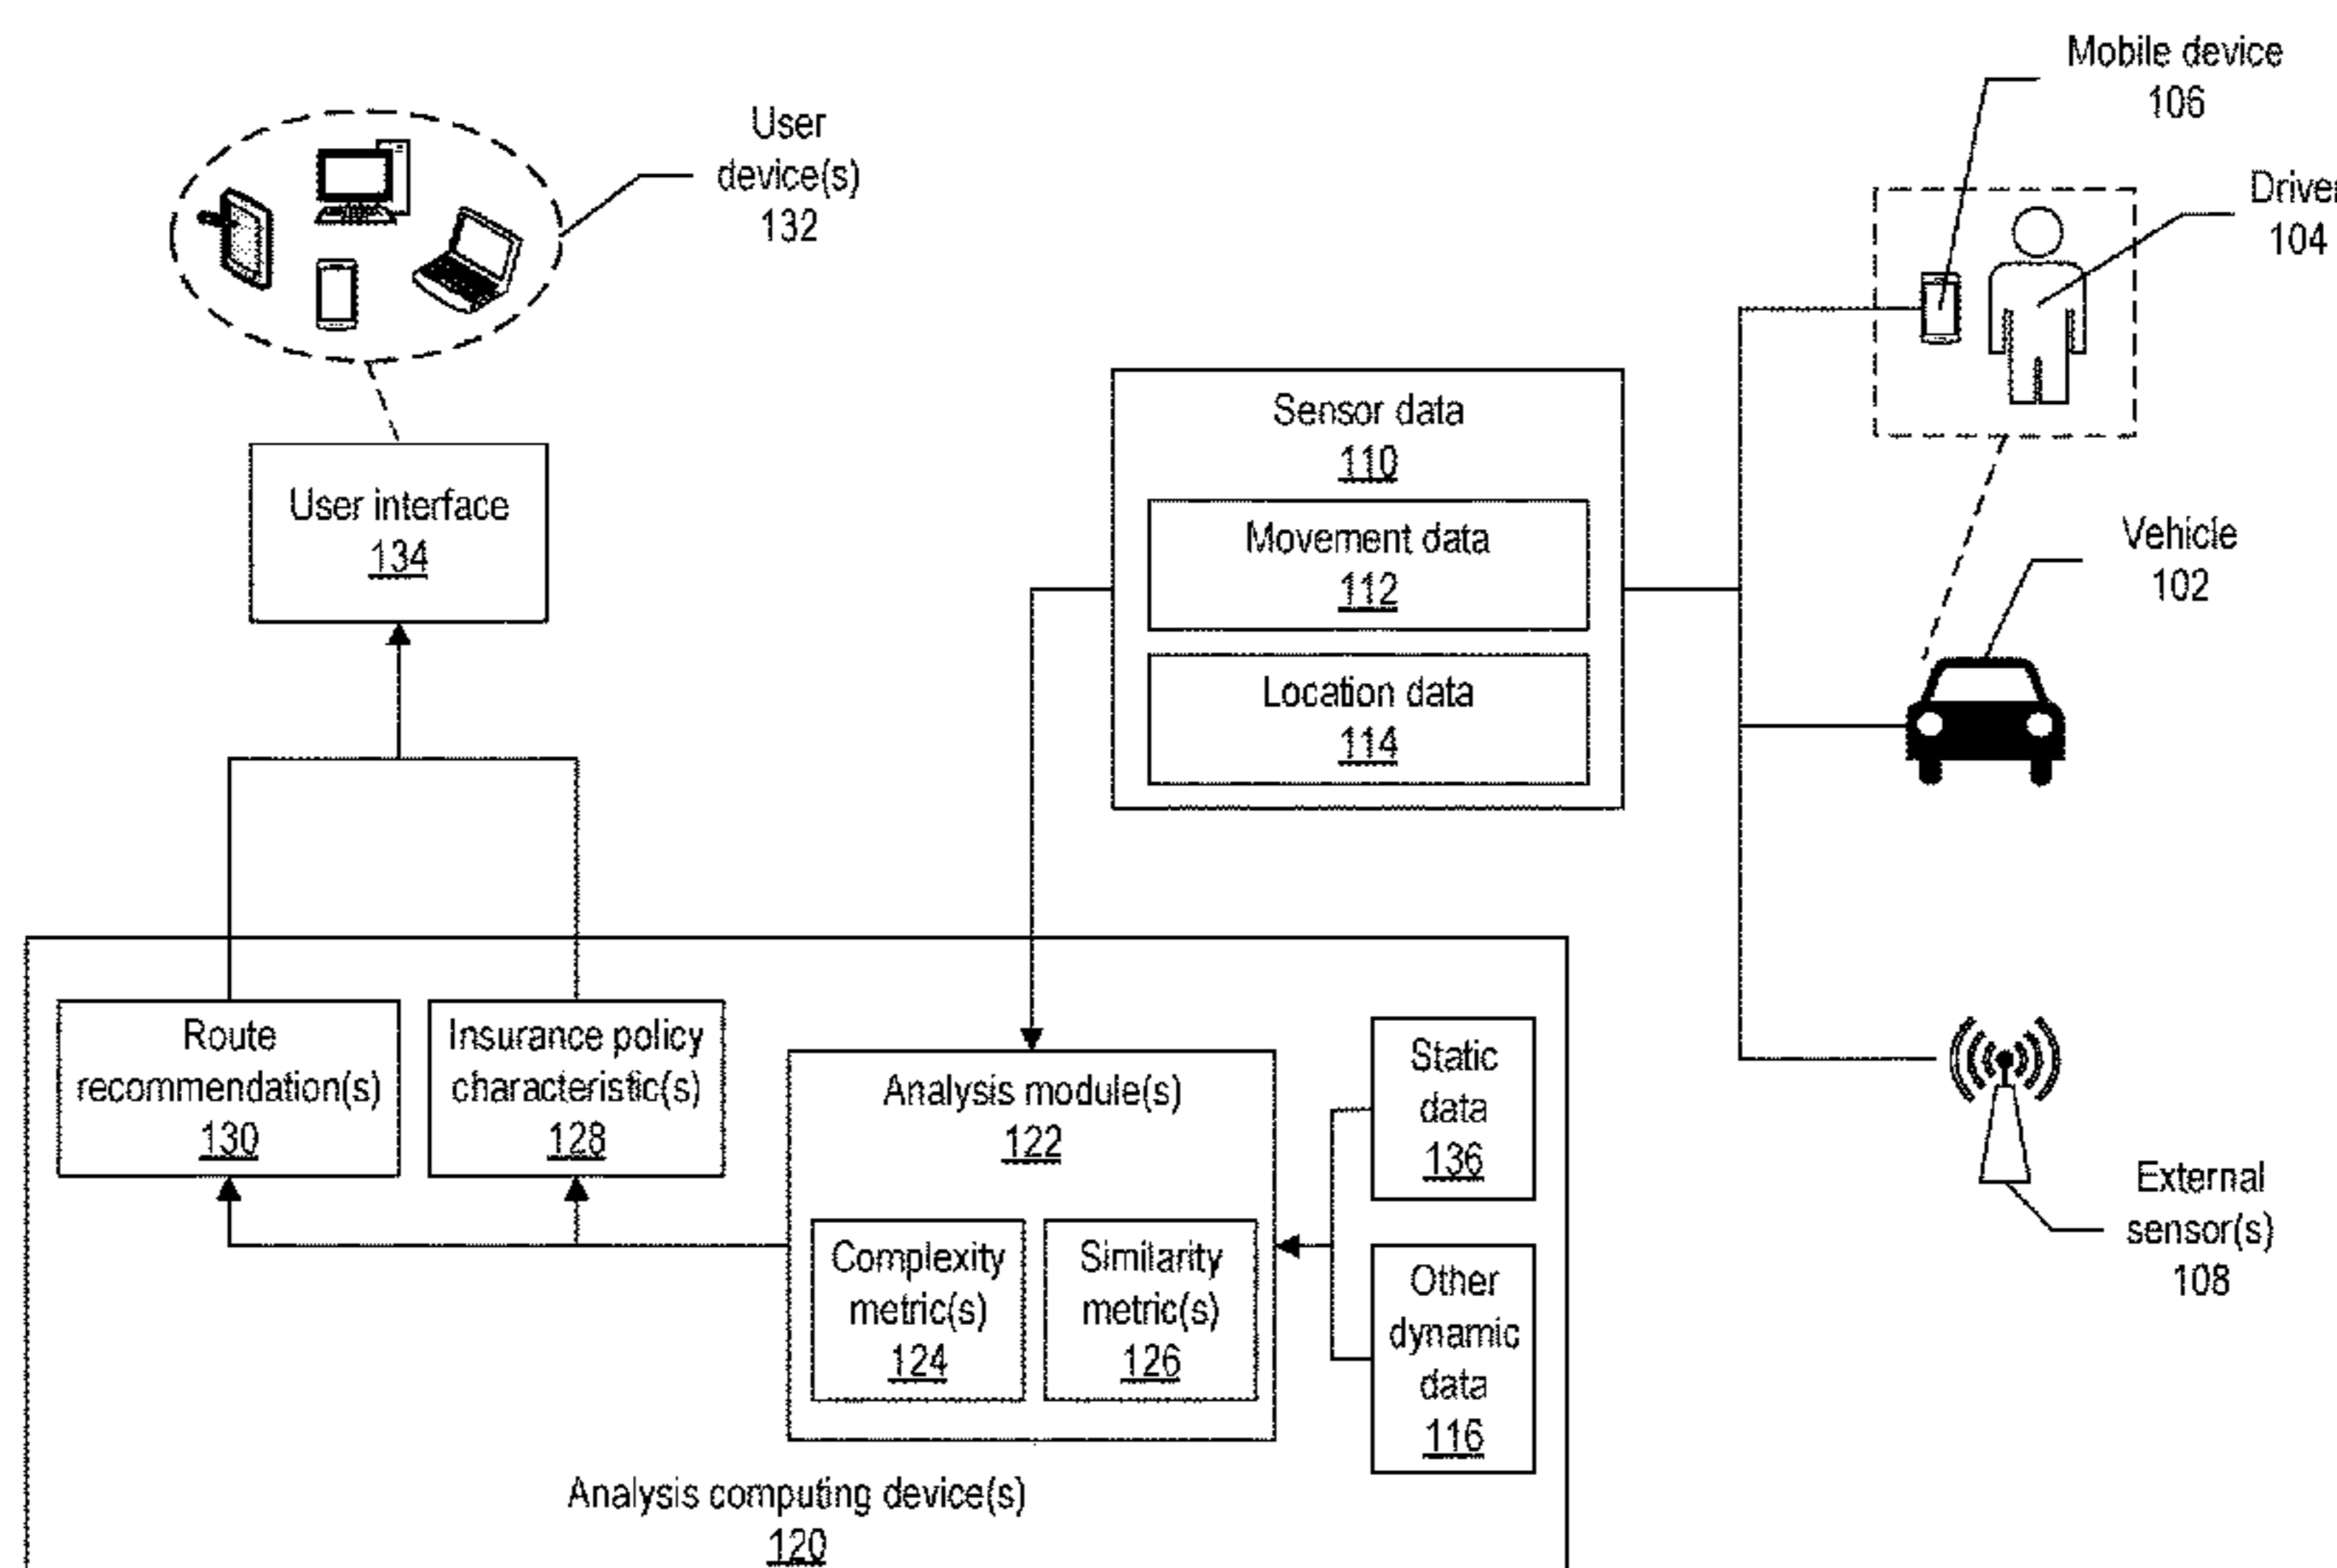 Mobile device
106
User
device(s)
132
Driver
104
Sensor data
110
User interface
134
Movement data
112
Vehicle
102
Location data
114
Route
recommendation(s)
130
Insurance policy
characteristic(s)
128
Analysis module(s)
122
Static
data
136
Complexity
metric(s)
124
Similarity
metric(s)
126
Other
dynamic
data
116
External
sensor(s)
108
Analysis computing device(s)
120